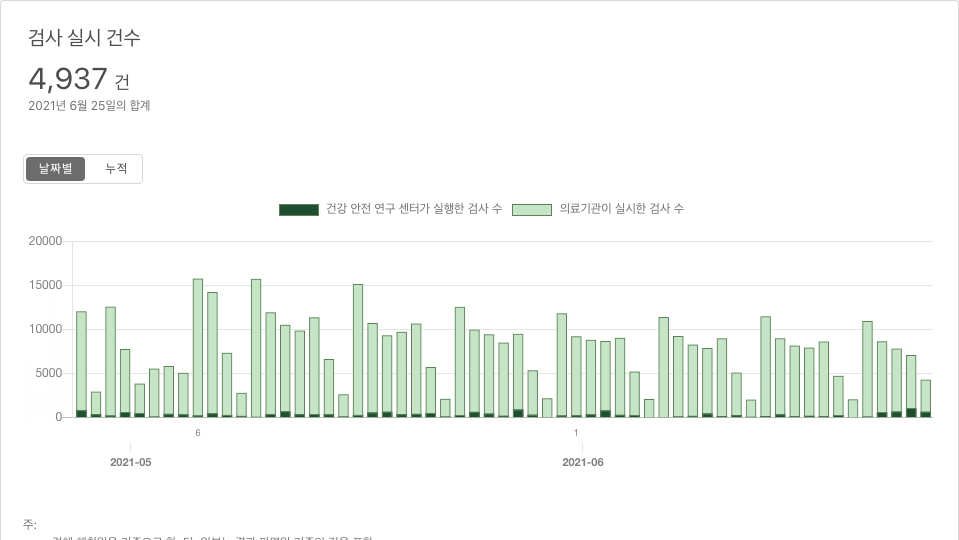 검사 실시 건수
4,937 건
2021년 6월 25일의 합계
날짜별 누적
건강 안전 연구 센터가 실행한 검사 수 의료기관이 실시한 검사 수
20000
15000
10000
5000
0
6 1
2021-05 2021-06
주: